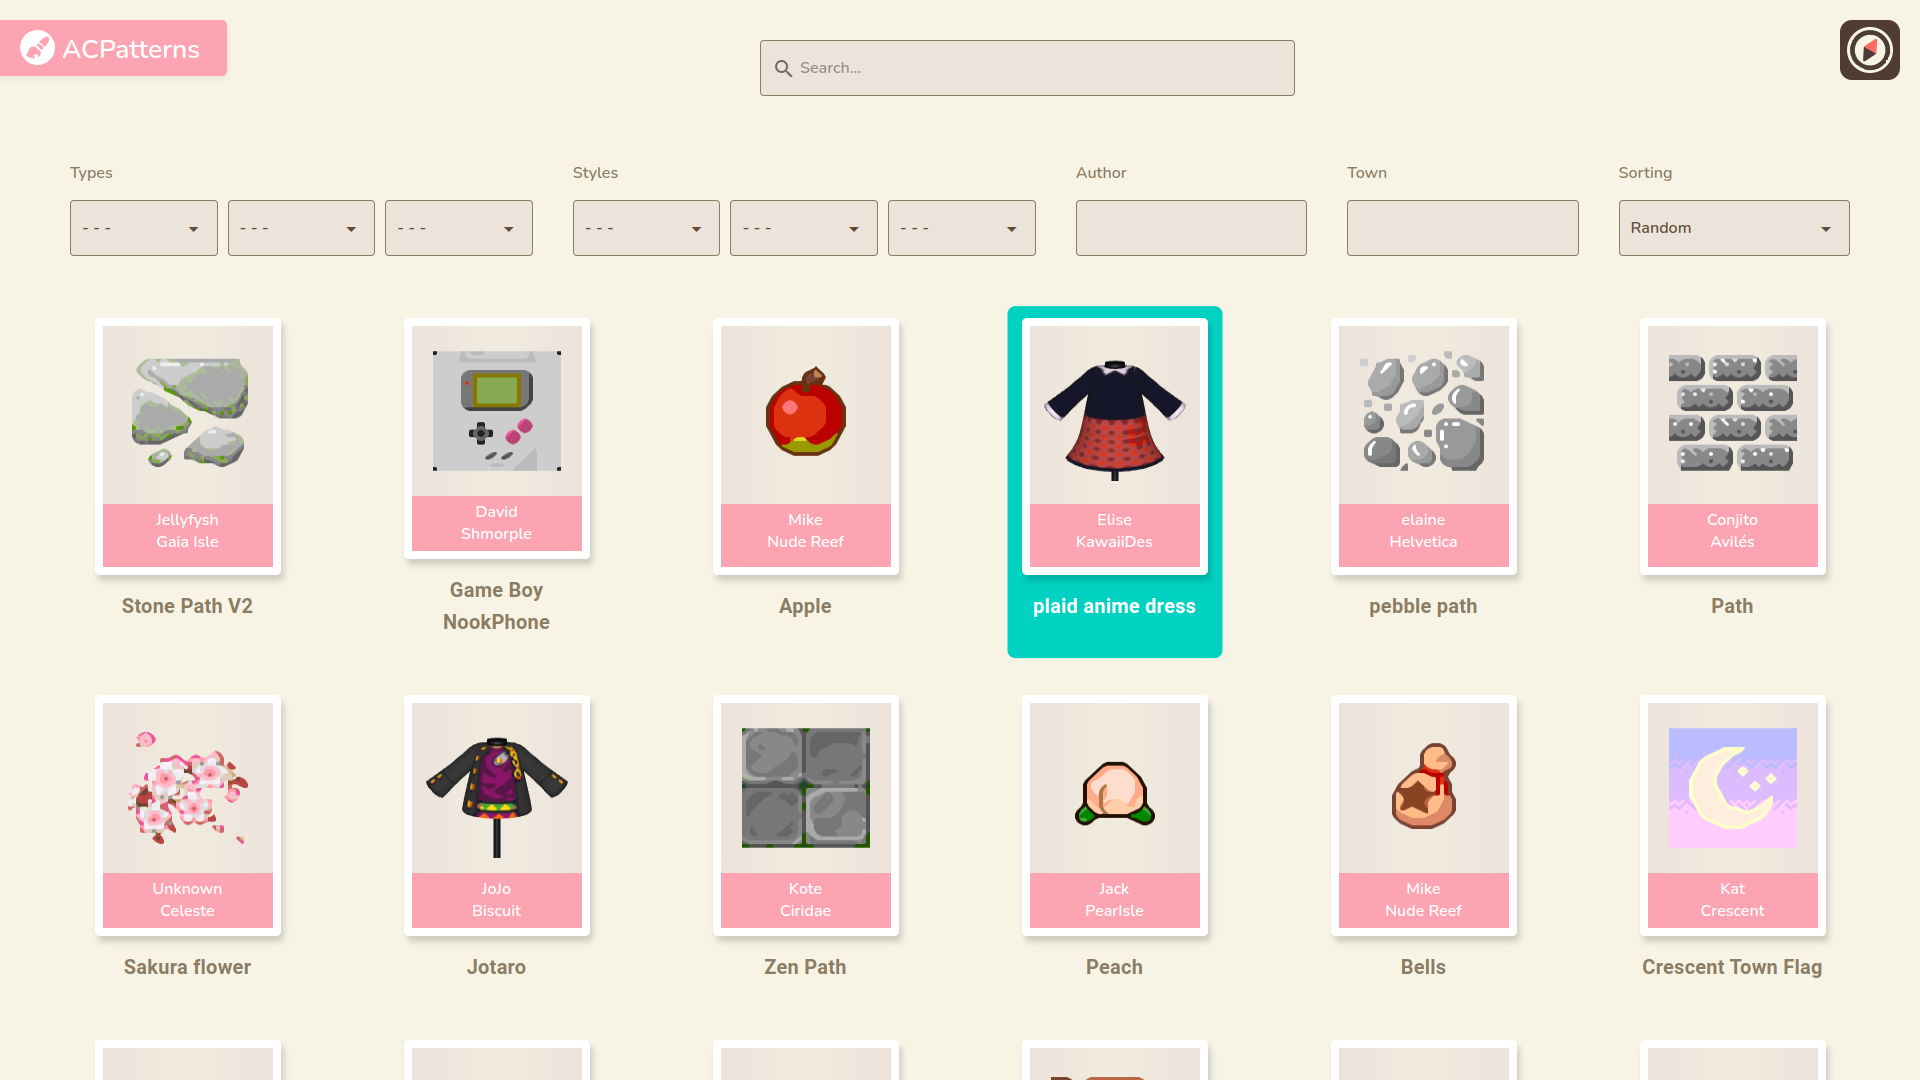 ACPatterns
Search...
Types
Styles
Author
Town
Sorting
- - -
- - -
- - -
- - -
- - -
- - -
Random
Jellyfysh
Gaia Isle
Stone Path V2
David
Shmorple
Game Boy
NookPhone
Mike
Nude Reef
Apple
Elise
KawaiiDes
plaid anime dress
elaine
Helvetica
pebble path
Conjito
Avilés
Path
Unknown
Celeste
Sakura flower
JoJo
Biscuit
Jotaro
Kote
Ciridae
Zen Path
Jack
PearIsle
Peach
Mike
Nude Reef
Bells
Kat
Crescent
Crescent Town Flag